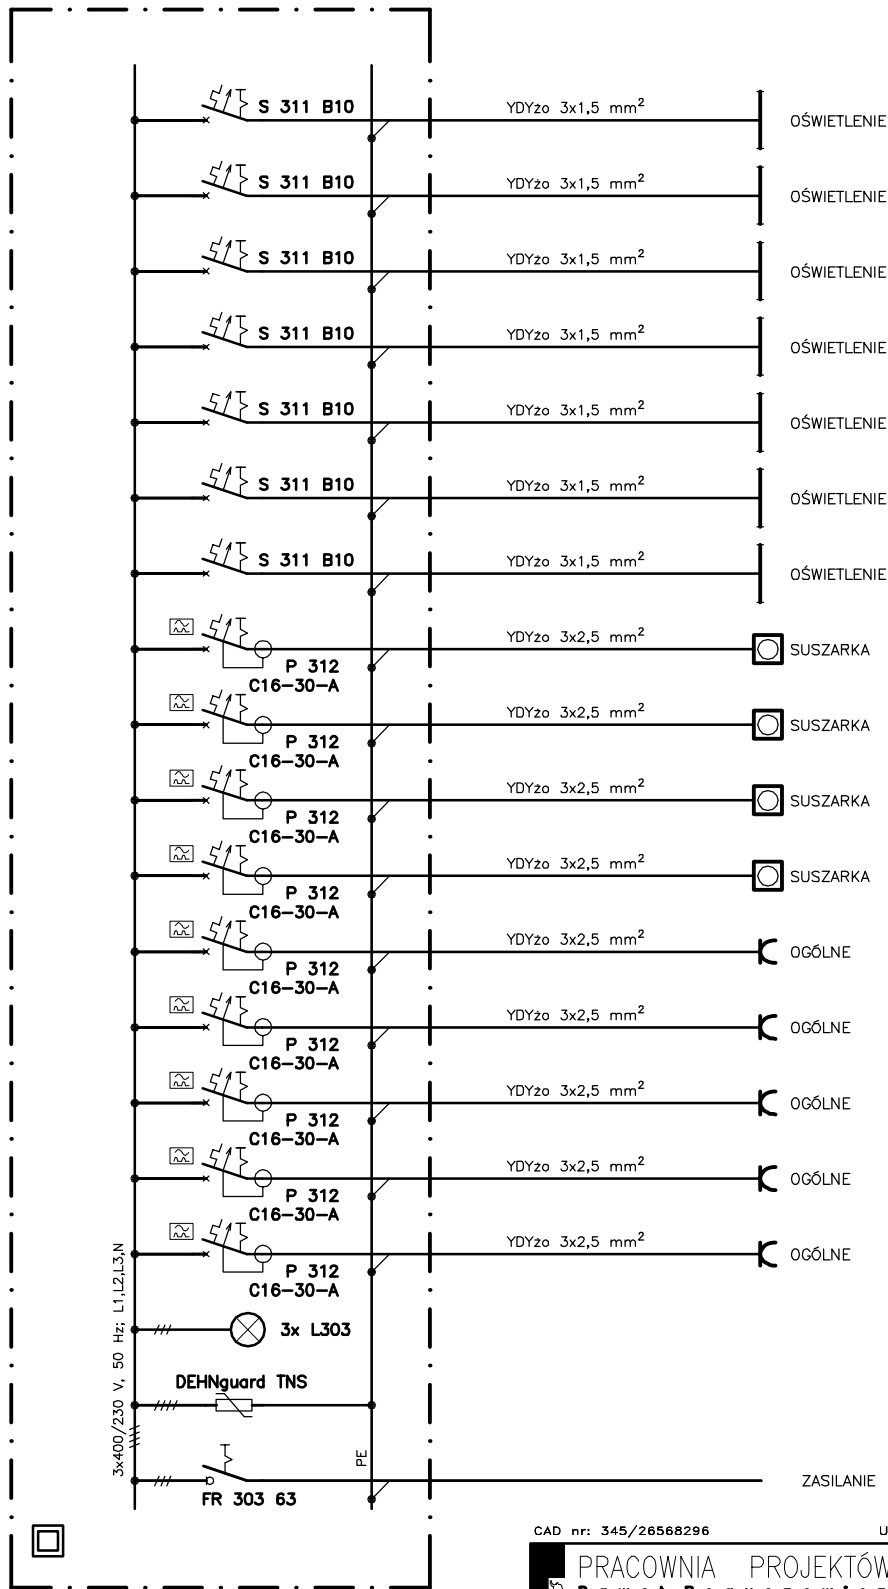 S 311 B10 YDYżo 3x1,5 mm² OŚWIETLENIE
S 311 B10 YDYżo 3x1,5 mm² OŚWIETLENIE
S 311 B10 YDYżo 3x1,5 mm² OŚWIETLENIE
S 311 B10 YDYżo 3x1,5 mm² OŚWIETLENIE
S 311 B10 YDYżo 3x1,5 mm² OŚWIETLENIE
S 311 B10 YDYżo 3x1,5 mm² OŚWIETLENIE
S 311 B10 YDYżo 3x1,5 mm² OŚWIETLENIE
YDYżo 3x2,5 mm² SUSZARKA
P 312
C16-30-A
YDYżo 3x2,5 mm² SUSZARKA
P 312
C16-30-A
YDYżo 3x2,5 mm² SUSZARKA
P 312
C16-30-A
YDYżo 3x2,5 mm² SUSZARKA
P 312
C16-30-A
YDYżo 3x2,5 mm² OGÓLNE
P 312
C16-30-A
YDYżo 3x2,5 mm² OGÓLNE
P 312
C16-30-A
YDYżo 3x2,5 mm² OGÓLNE
P 312
C16-30-A
YDYżo 3x2,5 mm² OGÓLNE
P 312
C16-30-A
YDYżo 3x2,5 mm² OGÓLNE
P 312
C16-30-A
3x400/230 V, 50 Hz; L1,L2,L3,N
3x L303
DEHNguard TNS
PE
ZASILANIE
FR 303 63
CAD nr: 345/26568296 U
PRACOWNIA PROJEKTÓW